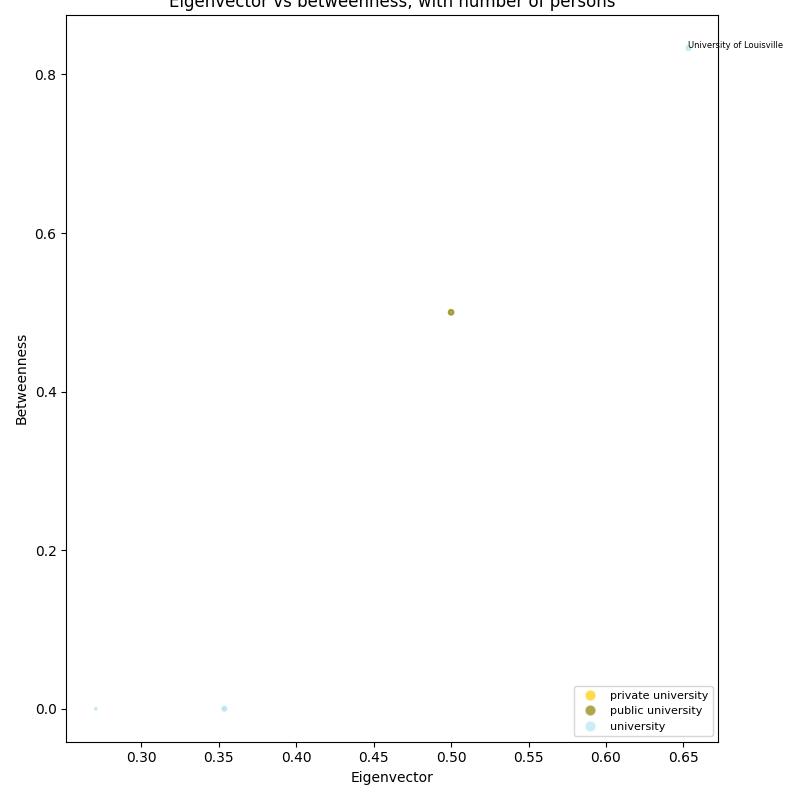 Eigenvector vs betweenness, with number of persons
University of Louisville
0.8
0.6
0.4
0.2
0.0
Betweenness
0.30 0.35 0.40 0.45 0.50 0.55 0.60 0.65
Eigenvector
private university
public university
university